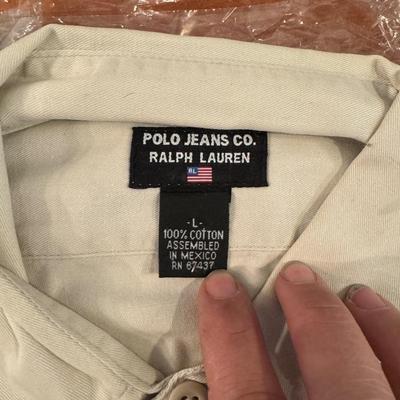 POLO JEANS CO.
RALPH LAUREN
RL
-L-
100% COTTON
ASSEMBLED
IN MEXICO
RN 67437